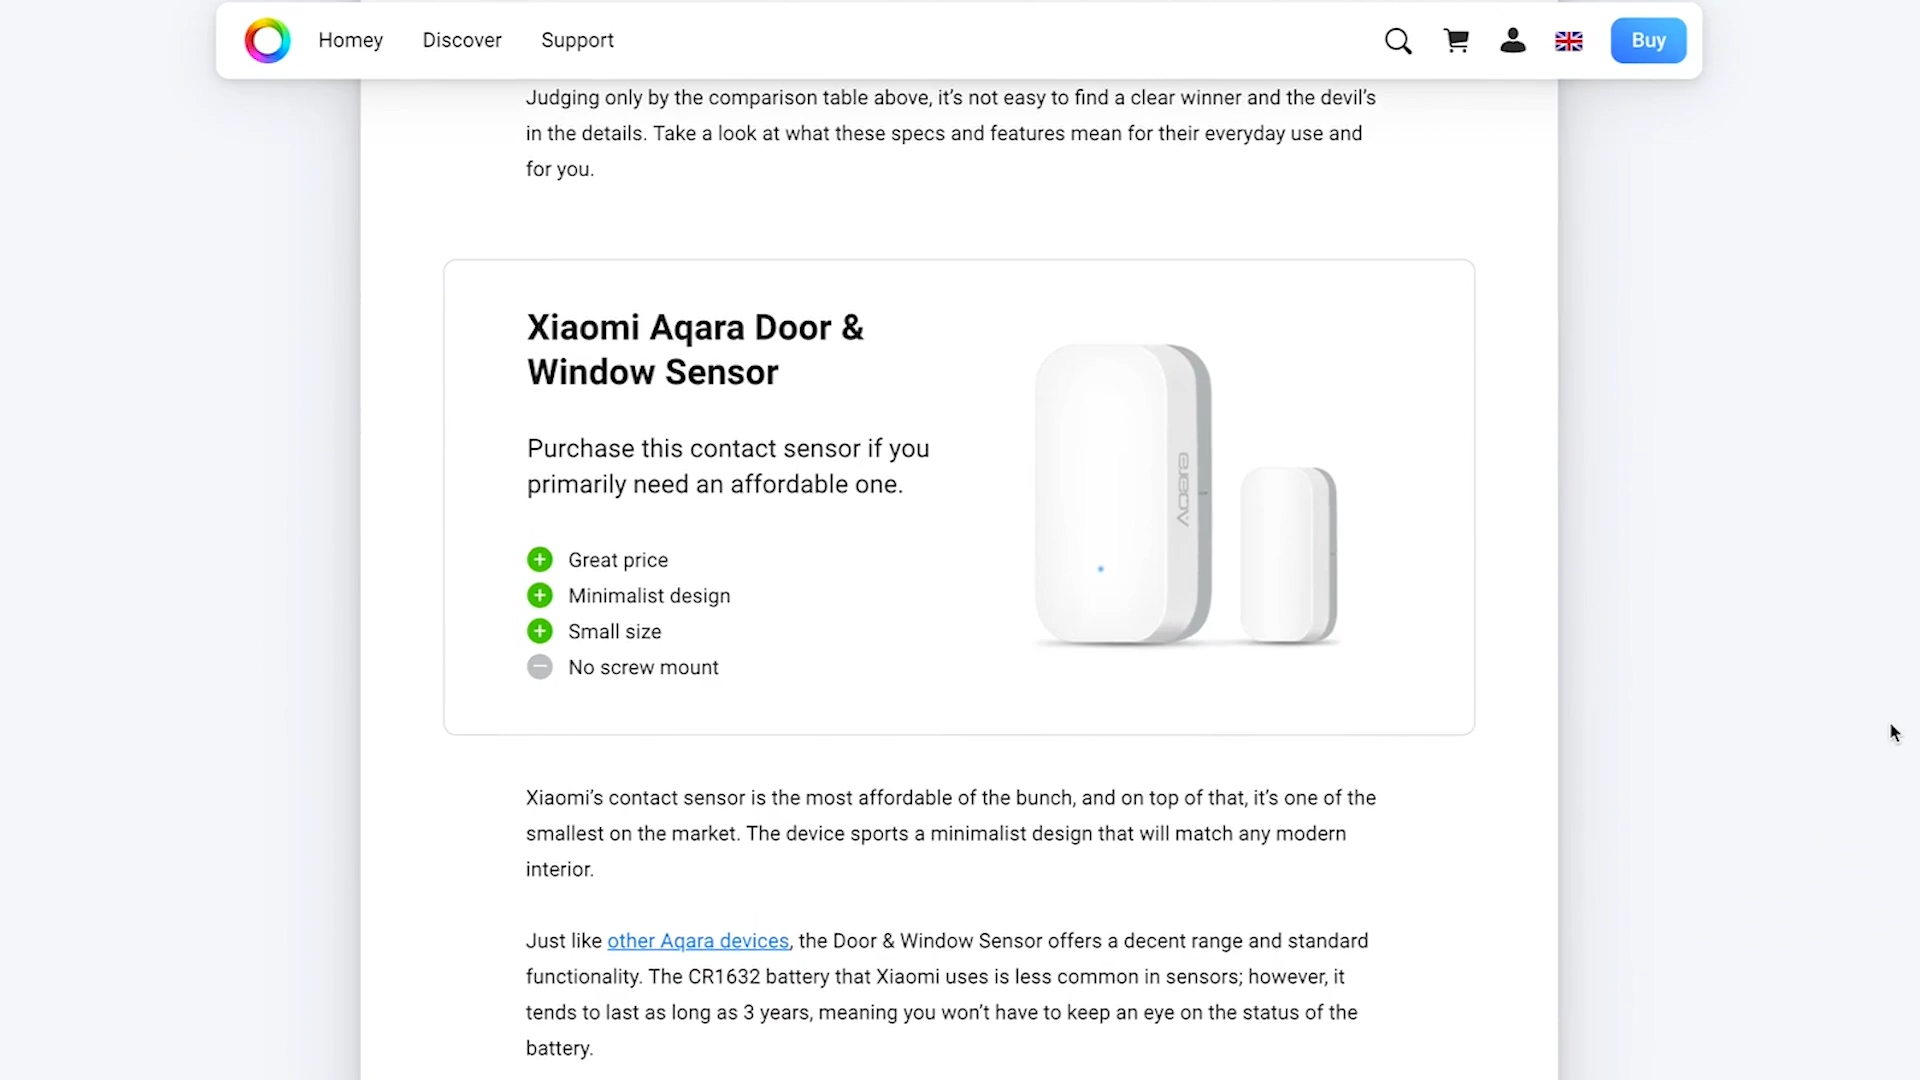 Homey Discover Support Buy
Judging only by the comparison table above, it’s not easy to find a clear winner and the devil’s
in the details. Take a look at what these specs and features mean for their everyday use and
for you.
Xiaomi Aqara Door &
Window Sensor
Purchase this contact sensor if you
primarily need an affordable one.
Great price
Minimalist design
Small size
No screw mount
Aqara
Xiaomi’s contact sensor is the most affordable of the bunch, and on top of that, it’s one of the
smallest on the market. The device sports a minimalist design that will match any modern
interior.
Just like other Aqara devices, the Door & Window Sensor offers a decent range and standard
functionality. The CR1632 battery that Xiaomi uses is less common in sensors; however, it
tends to last as long as 3 years, meaning you won’t have to keep an eye on the status of the
battery.